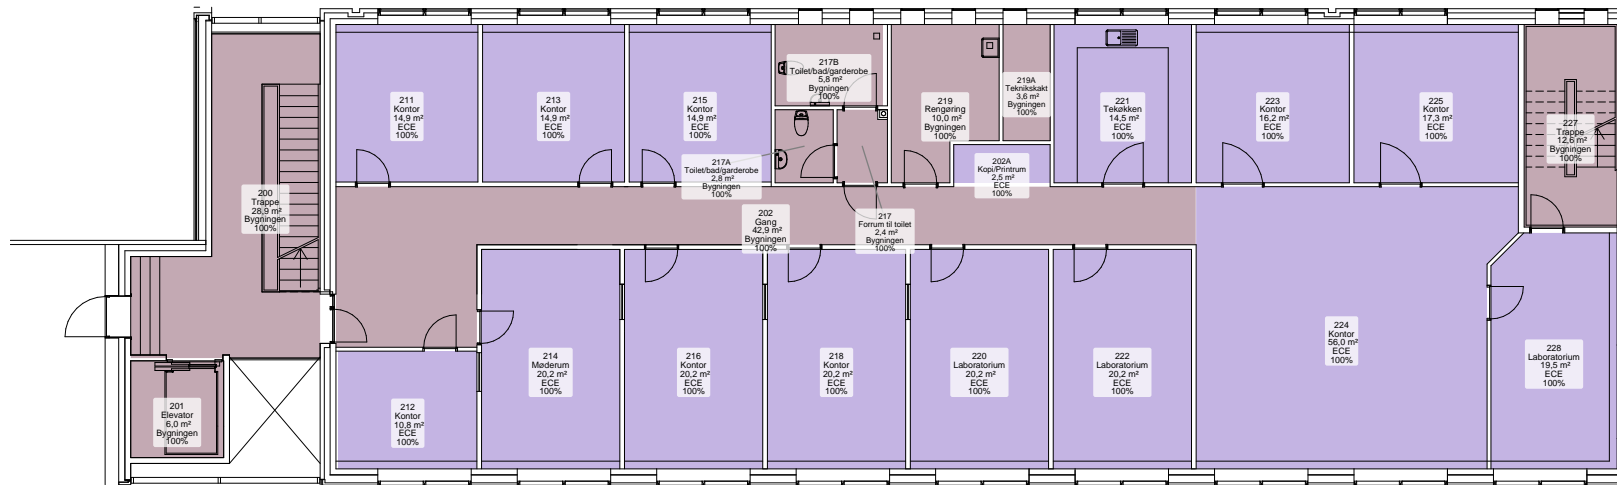 211
Kontor
14,9 m²
ECE
100%
213
Kontor
14,9 m²
ECE
100%
215
Kontor
14,9 m²
ECE
100%
217B
Toilet/bad/garderobe
5,8 m²
Bygningen
100%
219
Rengøring
10,0 m²
Bygningen
100%
219A
Teknikskakt
3,6 m²
Bygningen
100%
221
Tekøkken
14,5 m²
ECE
100%
223
Kontor
16,2 m²
ECE
100%
225
Kontor
17,3 m²
ECE
100%
227
Trappe
12,6 m²
Bygningen
100%
217A
Toilet/bad/garderobe
2,8 m²
Bygningen
100%
202A
Kopi/Printrum
2,5 m²
ECE
100%
200
Trappe
28,9 m²
Bygningen
100%
202
Gang
42,9 m²
Bygningen
100%
217
Forrum til toilet
2,4 m²
Bygningen
100%
214
Møderum
20,2 m²
ECE
100%
216
Kontor
20,2 m²
ECE
100%
218
Kontor
20,2 m²
ECE
100%
220
Laboratorium
20,2 m²
ECE
100%
222
Laboratorium
20,2 m²
ECE
100%
224
Kontor
56,0 m²
ECE
100%
228
Laboratorium
19,5 m²
ECE
100%
201
Elevator
6,0 m²
Bygningen
100%
212
Kontor
10,8 m²
ECE
100%